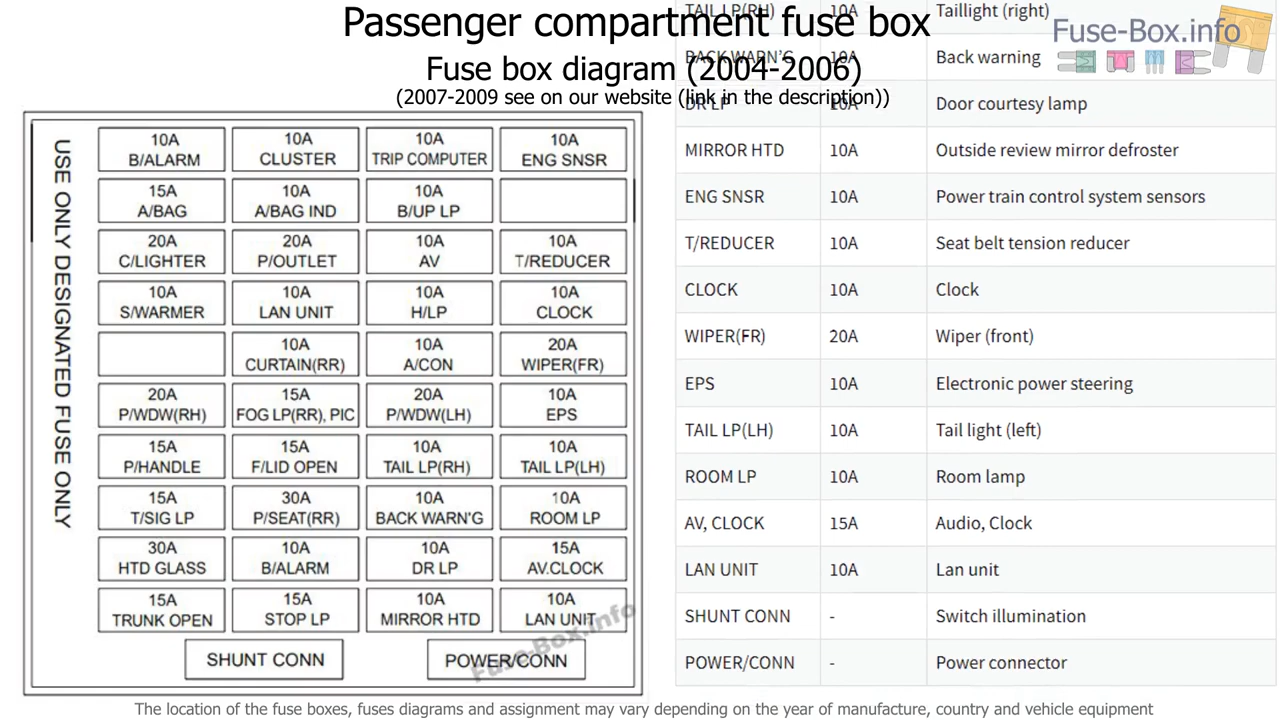 Passenger compartment fuse box
Fuse box diagram (2004-2006)
(2007-2009 see on our website (link in the description))
Fuse-Box.info
USE ONLY DESIGNATED FUSE ONLY
10A 10A 10A 10A
B/ALARM CLUSTER TRIP COMPUTER ENG SNSR
15A 10A 10A
A/BAG A/BAG IND B/UP LP
20A 20A 10A 10A
C/LIGHTER P/OUTLET AV T/REDUCER
10A 10A 10A 10A
S/WARMER LAN UNIT H/LP CLOCK
10A 10A 20A
CURTAIN(RR) A/CON WIPER(FR)
20A 15A 20A 10A
P/WDW(RH) FOG LP(RR), PIC P/WDW(LH) EPS
15A 15A 10A 10A
P/HANDLE F/LID OPEN TAIL LP(RH) TAIL LP(LH)
15A 30A 10A 10A
T/SIG LP P/SEAT(RR) BACK WARN'G ROOM LP
30A 10A 10A 15A
HTD GLASS B/ALARM DR LP AV.CLOCK
15A 15A 10A 10A
TRUNK OPEN STOP LP MIRROR HTD LAN UNIT
SHUNT CONN POWER/CONN
Fuse-Box.info
TAIL LP(RH) 10A Taillight (right)
BACK WARN'G 10A Back warning
DR LP 10A Door courtesy lamp
MIRROR HTD 10A Outside review mirror defroster
ENG SNSR 10A Power train control system sensors
T/REDUCER 10A Seat belt tension reducer
CLOCK 10A Clock
WIPER(FR) 20A Wiper (front)
EPS 10A Electronic power steering
TAIL LP(LH) 10A Tail light (left)
ROOM LP 10A Room lamp
AV, CLOCK 15A Audio, Clock
LAN UNIT 10A Lan unit
SHUNT CONN - Switch illumination
POWER/CONN - Power connector
The location of the fuse boxes, fuses diagrams and assignment may vary depending on the year of manufacture, country and vehicle equipment